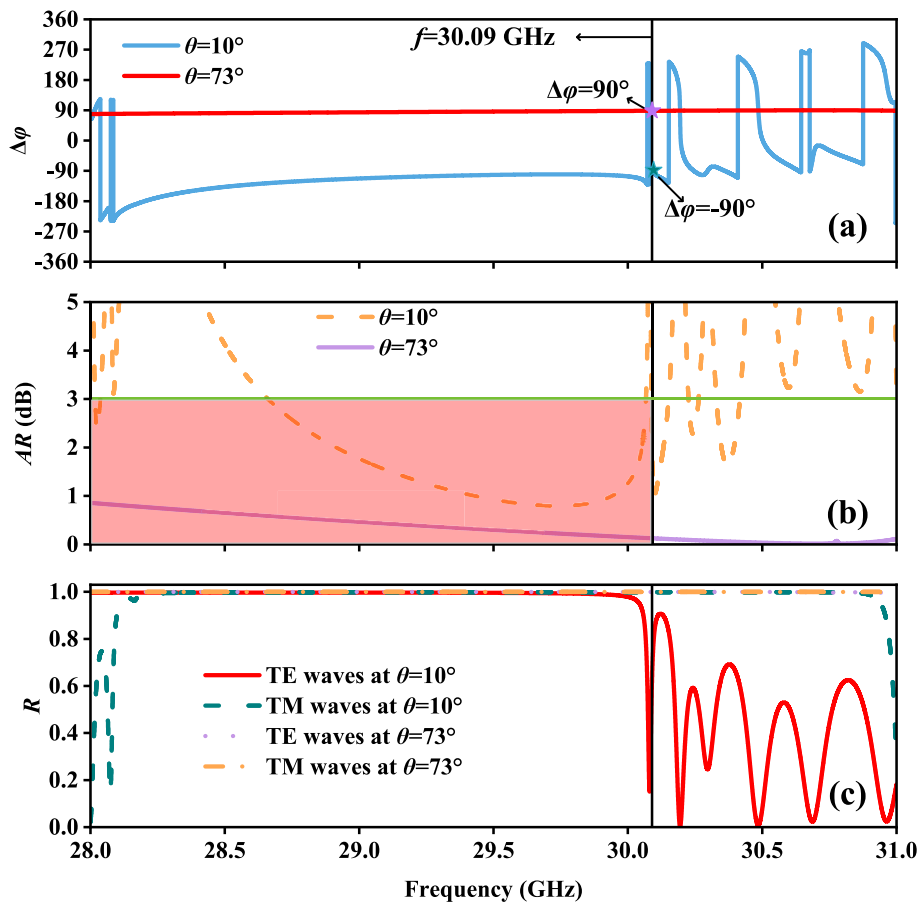 360
270
180
90
0
-90
-180
-270
-360
Δφ
θ=10°
θ=73°
f=30.09 GHz
Δφ=90°
Δφ=-90°
(a)
5
4
3
2
1
0
AR (dB)
θ=10°
θ=73°
(b)
1.0
0.8
0.6
0.4
0.2
0.0
R
TE waves at θ=10°
TM waves at θ=10°
TE waves at θ=73°
TM waves at θ=73°
(c)
28.0 28.5 29.0 29.5 30.0 30.5 31.0
Frequency (GHz)